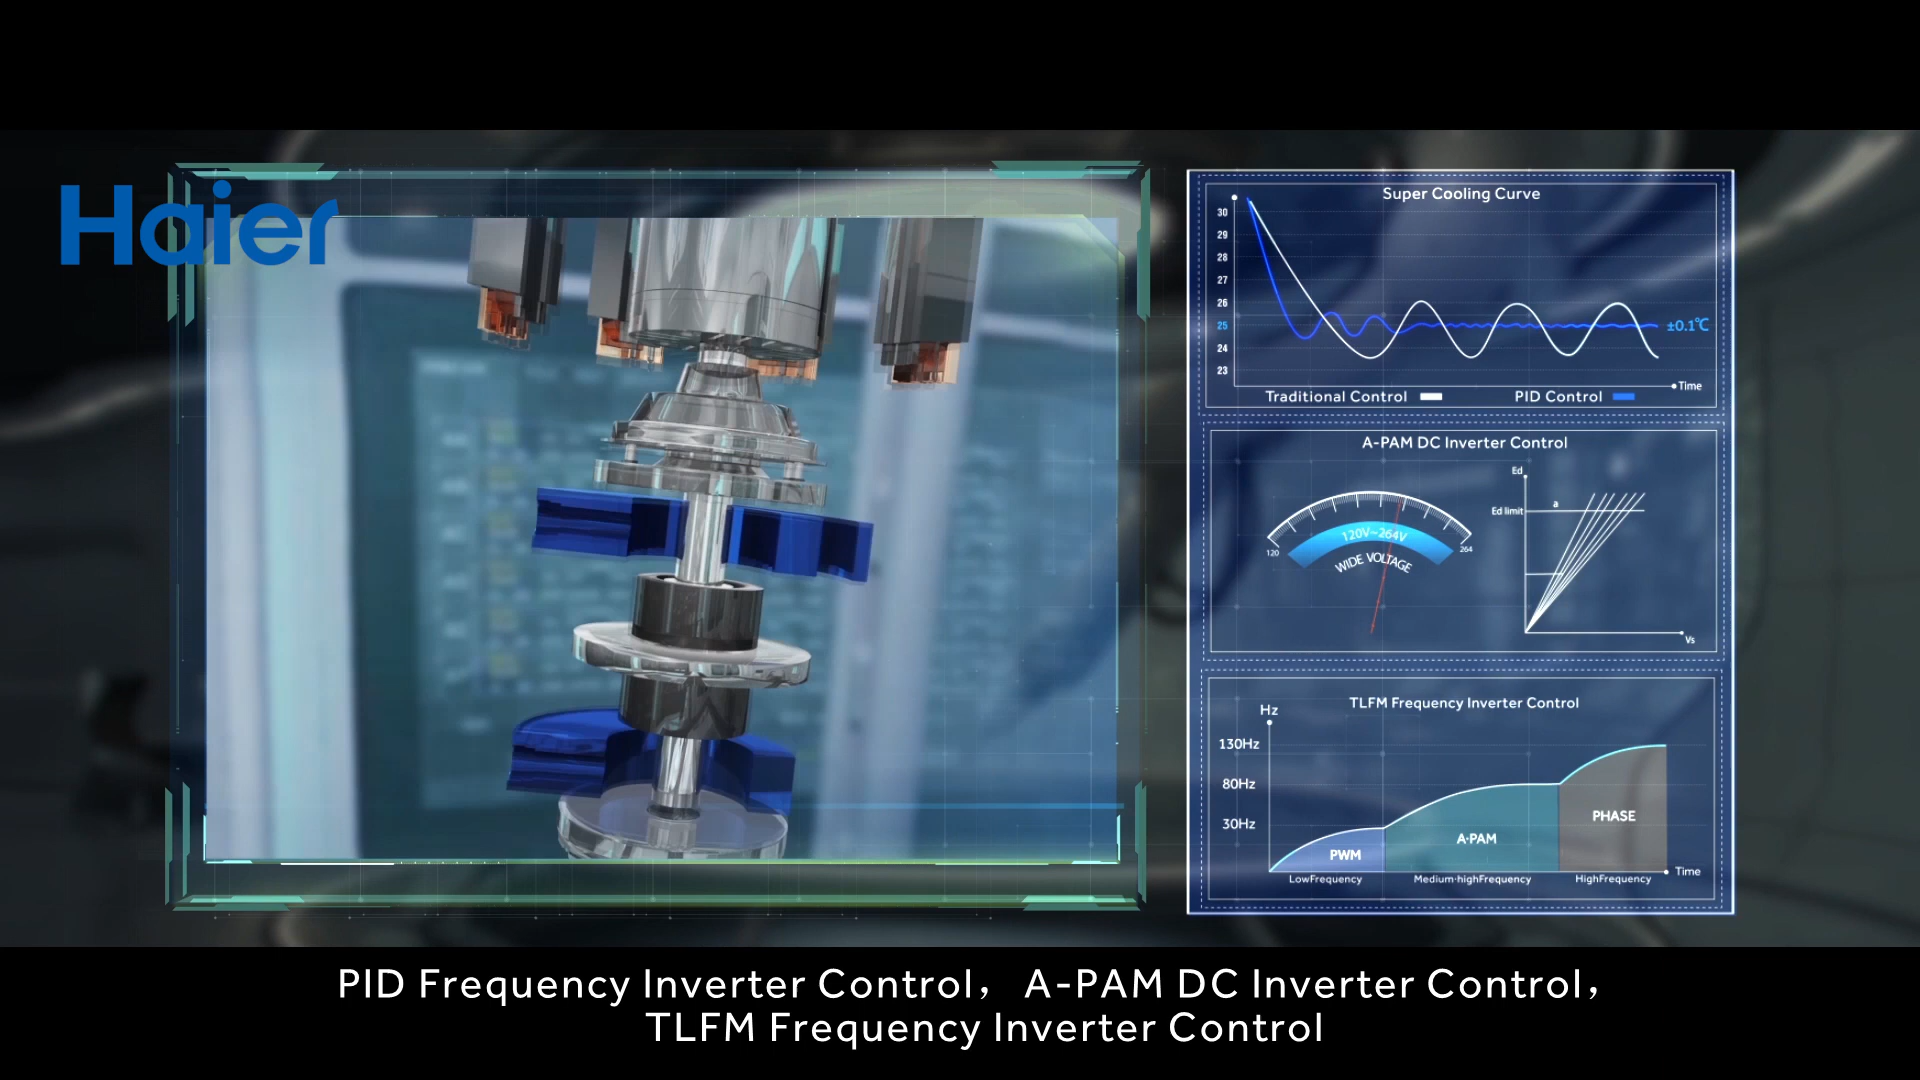 Haier
Super Cooling Curve
30
29
28
27
26
25
24
23
±0.1℃
Time
Traditional Control
PID Control
A-PAM DC Inverter Control
120
264
120V~264V
WIDE VOLTAGE
Ed
Ed limit
a
Vs
TLFM Frequency Inverter Control
Hz
130Hz
80Hz
30Hz
PWM
A·PAM
PHASE
LowFrequency
Medium·highFrequency
HighFrequency
Time
PID Frequency Inverter Control, A-PAM DC Inverter Control,
TLFM Frequency Inverter Control